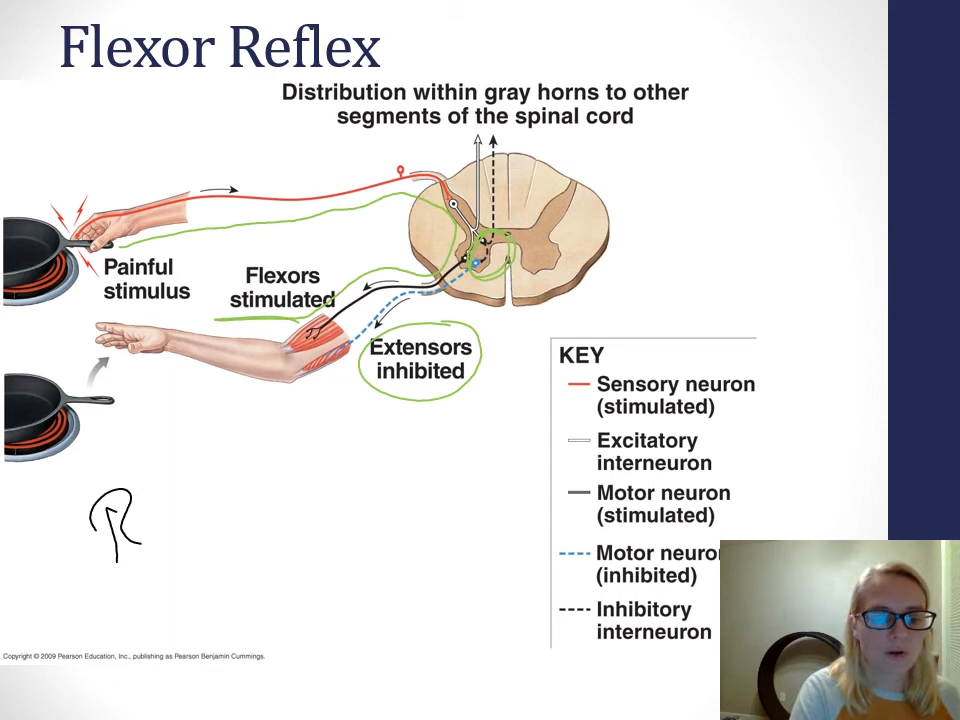 Flexor Reflex
Distribution within gray horns to other
segments of the spinal cord
Painful
stimulus
Flexors
stimulated
Extensors
inhibited
KEY
Sensory neuron
(stimulated)
Excitatory
interneuron
Motor neuron
(stimulated)
Motor neuron
(inhibited)
Inhibitory
interneuron
R
Copyright © 2009 Pearson Education, Inc., publishing as Pearson Benjamin Cummings.